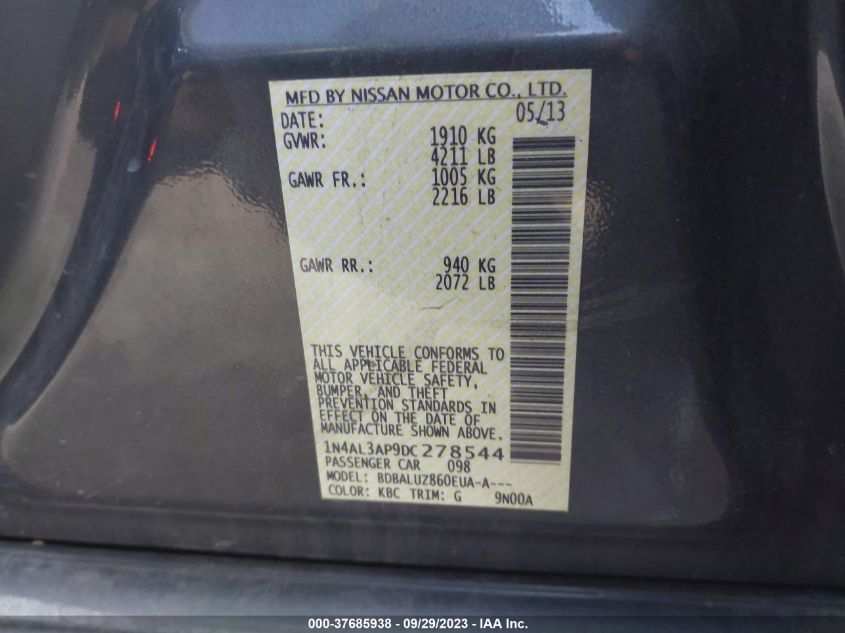 MFD BY NISSAN MOTOR CO., LTD.
DATE: 05/13
GVWR: 1910 KG
4211 LB
GAWR FR.: 1005 KG
2216 LB
GAWR RR.: 940 KG
2072 LB
THIS VEHICLE CONFORMS TO
ALL APPLICABLE FEDERAL
MOTOR VEHICLE SAFETY,
BUMPER, AND THEFT
PREVENTION STANDARDS IN
EFFECT ON THE DATE OF
MANUFACTURE SHOWN ABOVE.
1N4AL3AP9DC278544
PASSENGER CAR 098
MODEL: BDBALUZ860EUA-A---
COLOR: KBC TRIM: G 9N00A
000-37685938 - 09/29/2023 - IAA Inc.